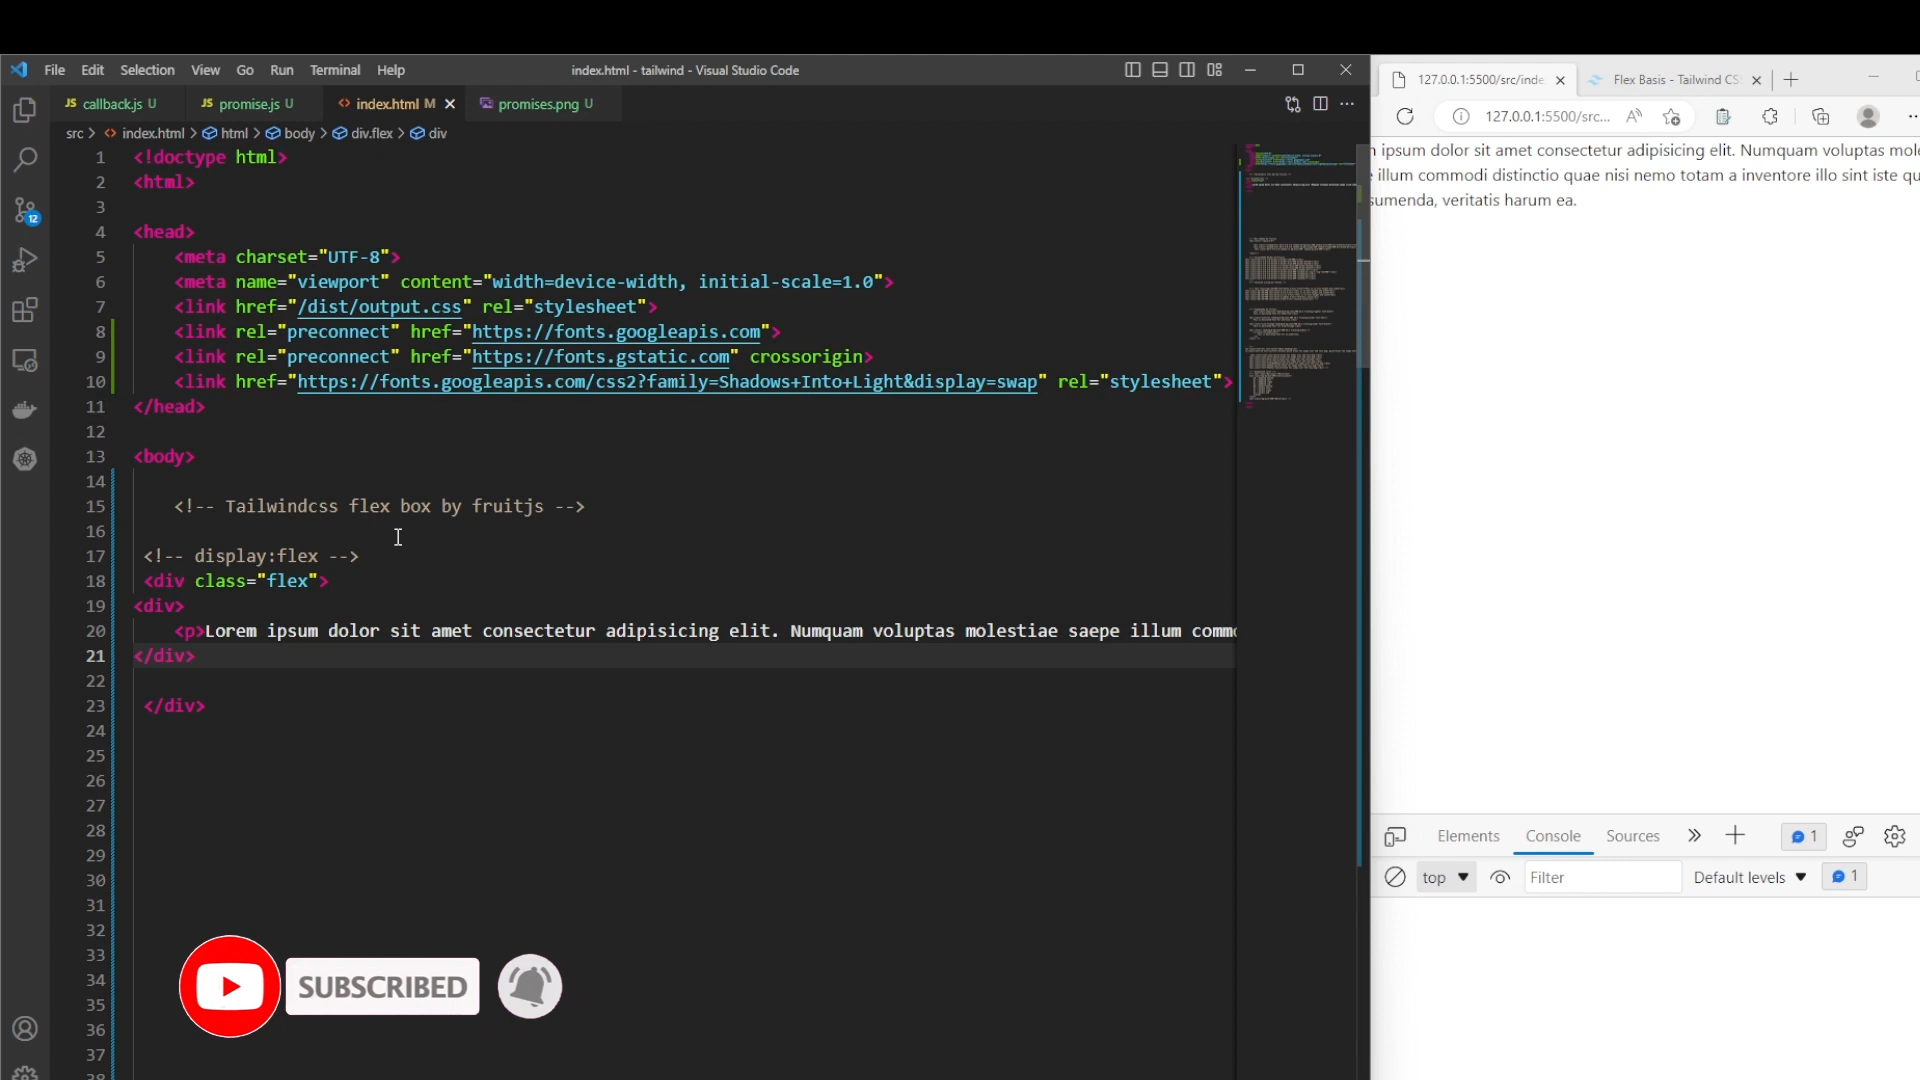 File Edit Selection View Go Run Terminal Help
index.html - tailwind - Visual Studio Code
JS callback.js U
JS promise.js U
<> index.html M
promises.png U
src > <> index.html > html > body > div.flex > div
1 <!doctype html>
2 <html>
3
4 <head>
5 <meta charset="UTF-8">
6 <meta name="viewport" content="width=device-width, initial-scale=1.0">
7 <link href="/dist/output.css" rel="stylesheet">
8 <link rel="preconnect" href="https://fonts.googleapis.com">
9 <link rel="preconnect" href="https://fonts.gstatic.com" crossorigin>
10 <link href="https://fonts.googleapis.com/css2?family=Shadows+Into+Light&display=swap" rel="stylesheet">
11 </head>
12
13 <body>
14
15 <!-- Tailwindcss flex box by fruitjs -->
16
17 <!-- display:flex -->
18 <div class="flex">
19 <div>
20 <p>Lorem ipsum dolor sit amet consectetur adipisicing elit. Numquam voluptas molestiae saepe illum comm
21 </div>
22
23 </div>
24
25
26
27
28
29
30
31
32
33
34
35
36
37
38
12
SUBSCRIBED
127.0.0.1:5500/src/inde
Flex Basis - Tailwind CS
127.0.0.1:5500/src...
ipsum dolor sit amet consectetur adipisicing elit. Numquam voluptas mole
illum commodi distinctio quae nisi nemo totam a inventore illo sint iste qu
sumenda, veritatis harum ea.
Elements Console Sources 1
top Filter Default levels 1